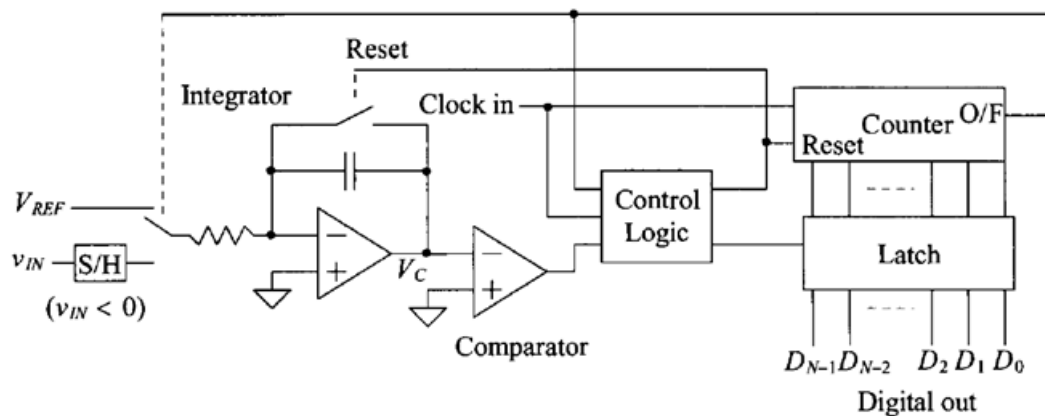 Reset
Integrator
Clock in
O/F
Counter
Reset
Control
Logic
V_REF
v_IN
S/H
(v_IN < 0)
−
+
V_C
−
+
Comparator
Latch
D_N−1 D_N−2 D_2 D_1 D_0
Digital out